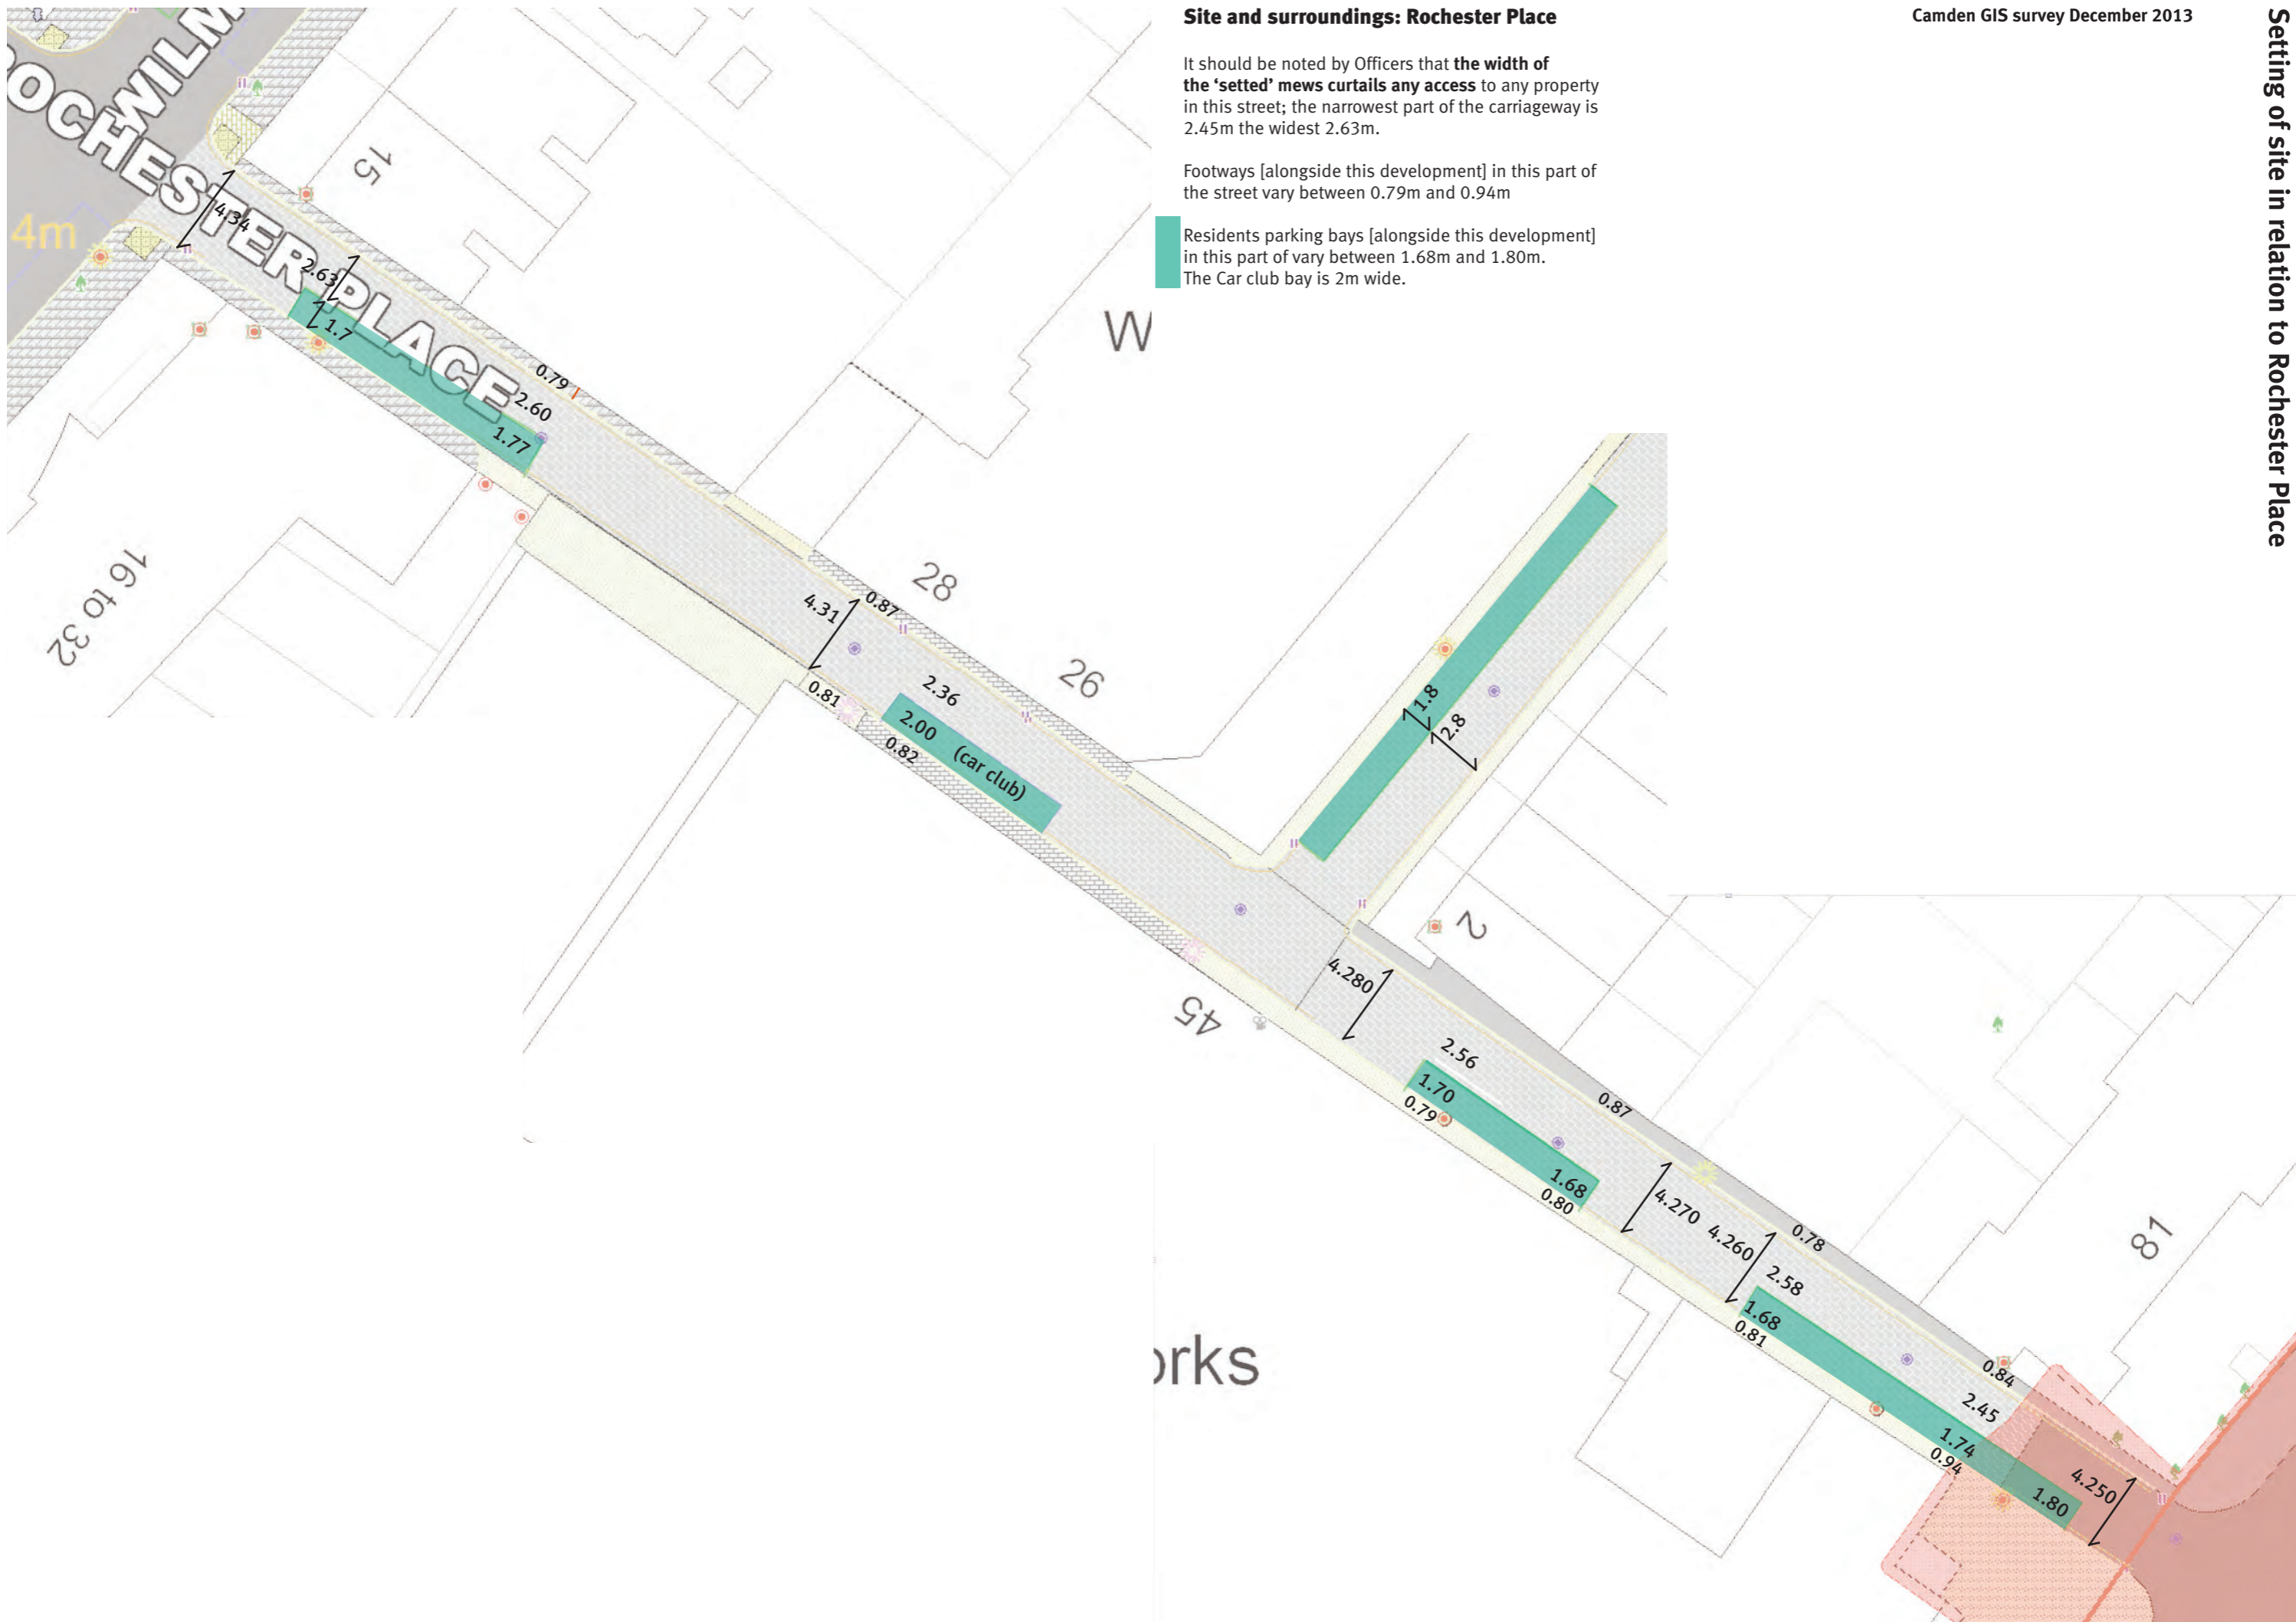 Site and surroundings: Rochester Place
Camden GIS survey December 2013
Setting of site in relation to Rochester Place
It should be noted by Officers that the width of
the ‘setted’ mews curtails any access to any property
in this street; the narrowest part of the carriageway is
2.45m the widest 2.63m.
Footways [alongside this development] in this part of
the street vary between 0.79m and 0.94m
Residents parking bays [alongside this development]
in this part of vary between 1.68m and 1.80m.
The Car club bay is 2m wide.
WILM
OCHESTER PLACE
4m
15
4.34
2.63
1.7
0.79
2.60
1.77
W
16 to 32
28
26
4.31
0.87
0.81
2.36
2.00 (car club)
0.82
1.8
2.8
2
45
4.280
2.56
1.70
0.79
0.87
1.68
0.80
4.270
4.260
0.78
2.58
1.68
0.81
81
0.84
2.45
1.74
0.94
4.250
1.80
orks